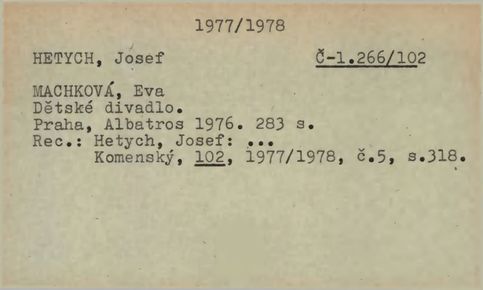 1977/1978
HETYCH, Josef Č-1.266/102
MACHKOVÁ, Eva
Dětské divadlo.
Praha, Albatros 1976. 283 s.
Rec.: Hetych, Josef: ...
Komenský, 102, 1977/1978, č.5, s.318.